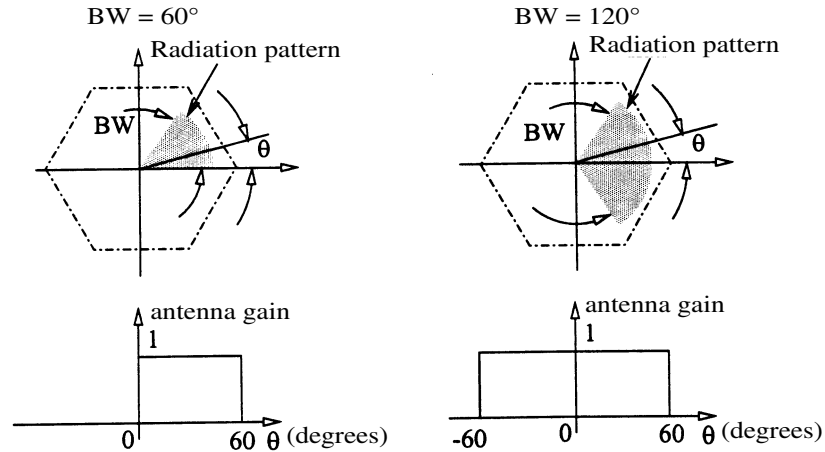 BW = 60°
Radiation pattern
BW
θ
antenna gain
1
0
60 θ (degrees)
BW = 120°
Radiation pattern
BW
θ
antenna gain
1
-60
0
60 θ (degrees)